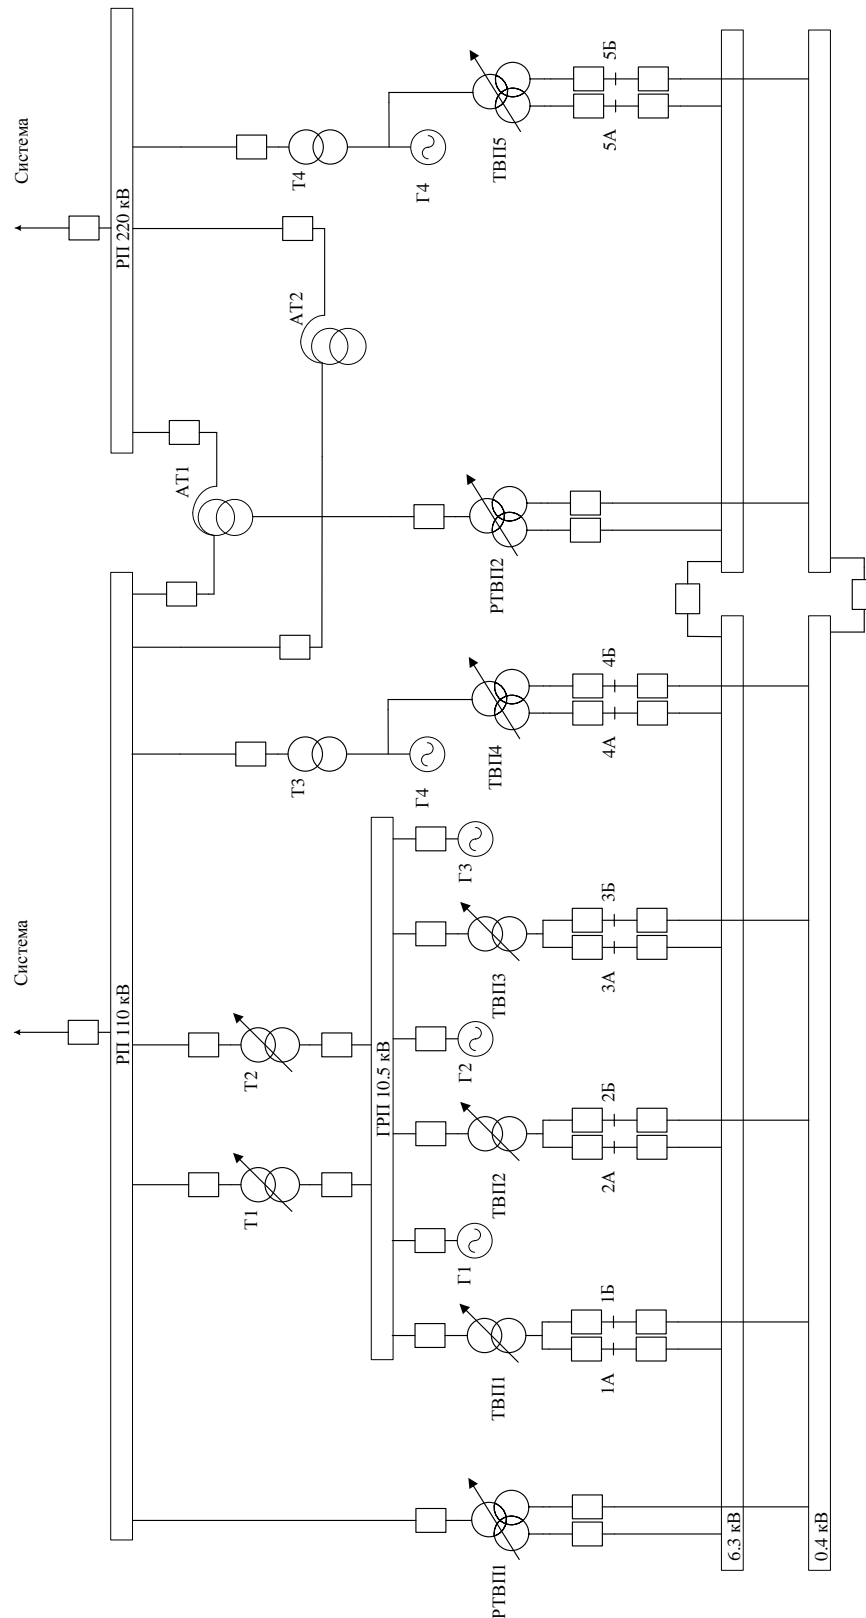 Система
Система
РП 110 кВ
РП 220 кВ
АТ1
Т1
Т2
Т3
АТ2
Т4
ГРП 10.5 кВ
Г4
Г4
Г1
Г2
Г3
РТВП1
ТВП1
ТВП2
ТВП3
ТВП4
РТВП2
ТВП5
1А
1Б
2А
2Б
3А
3Б
4А
4Б
5А
5Б
6.3 кВ
0.4 кВ